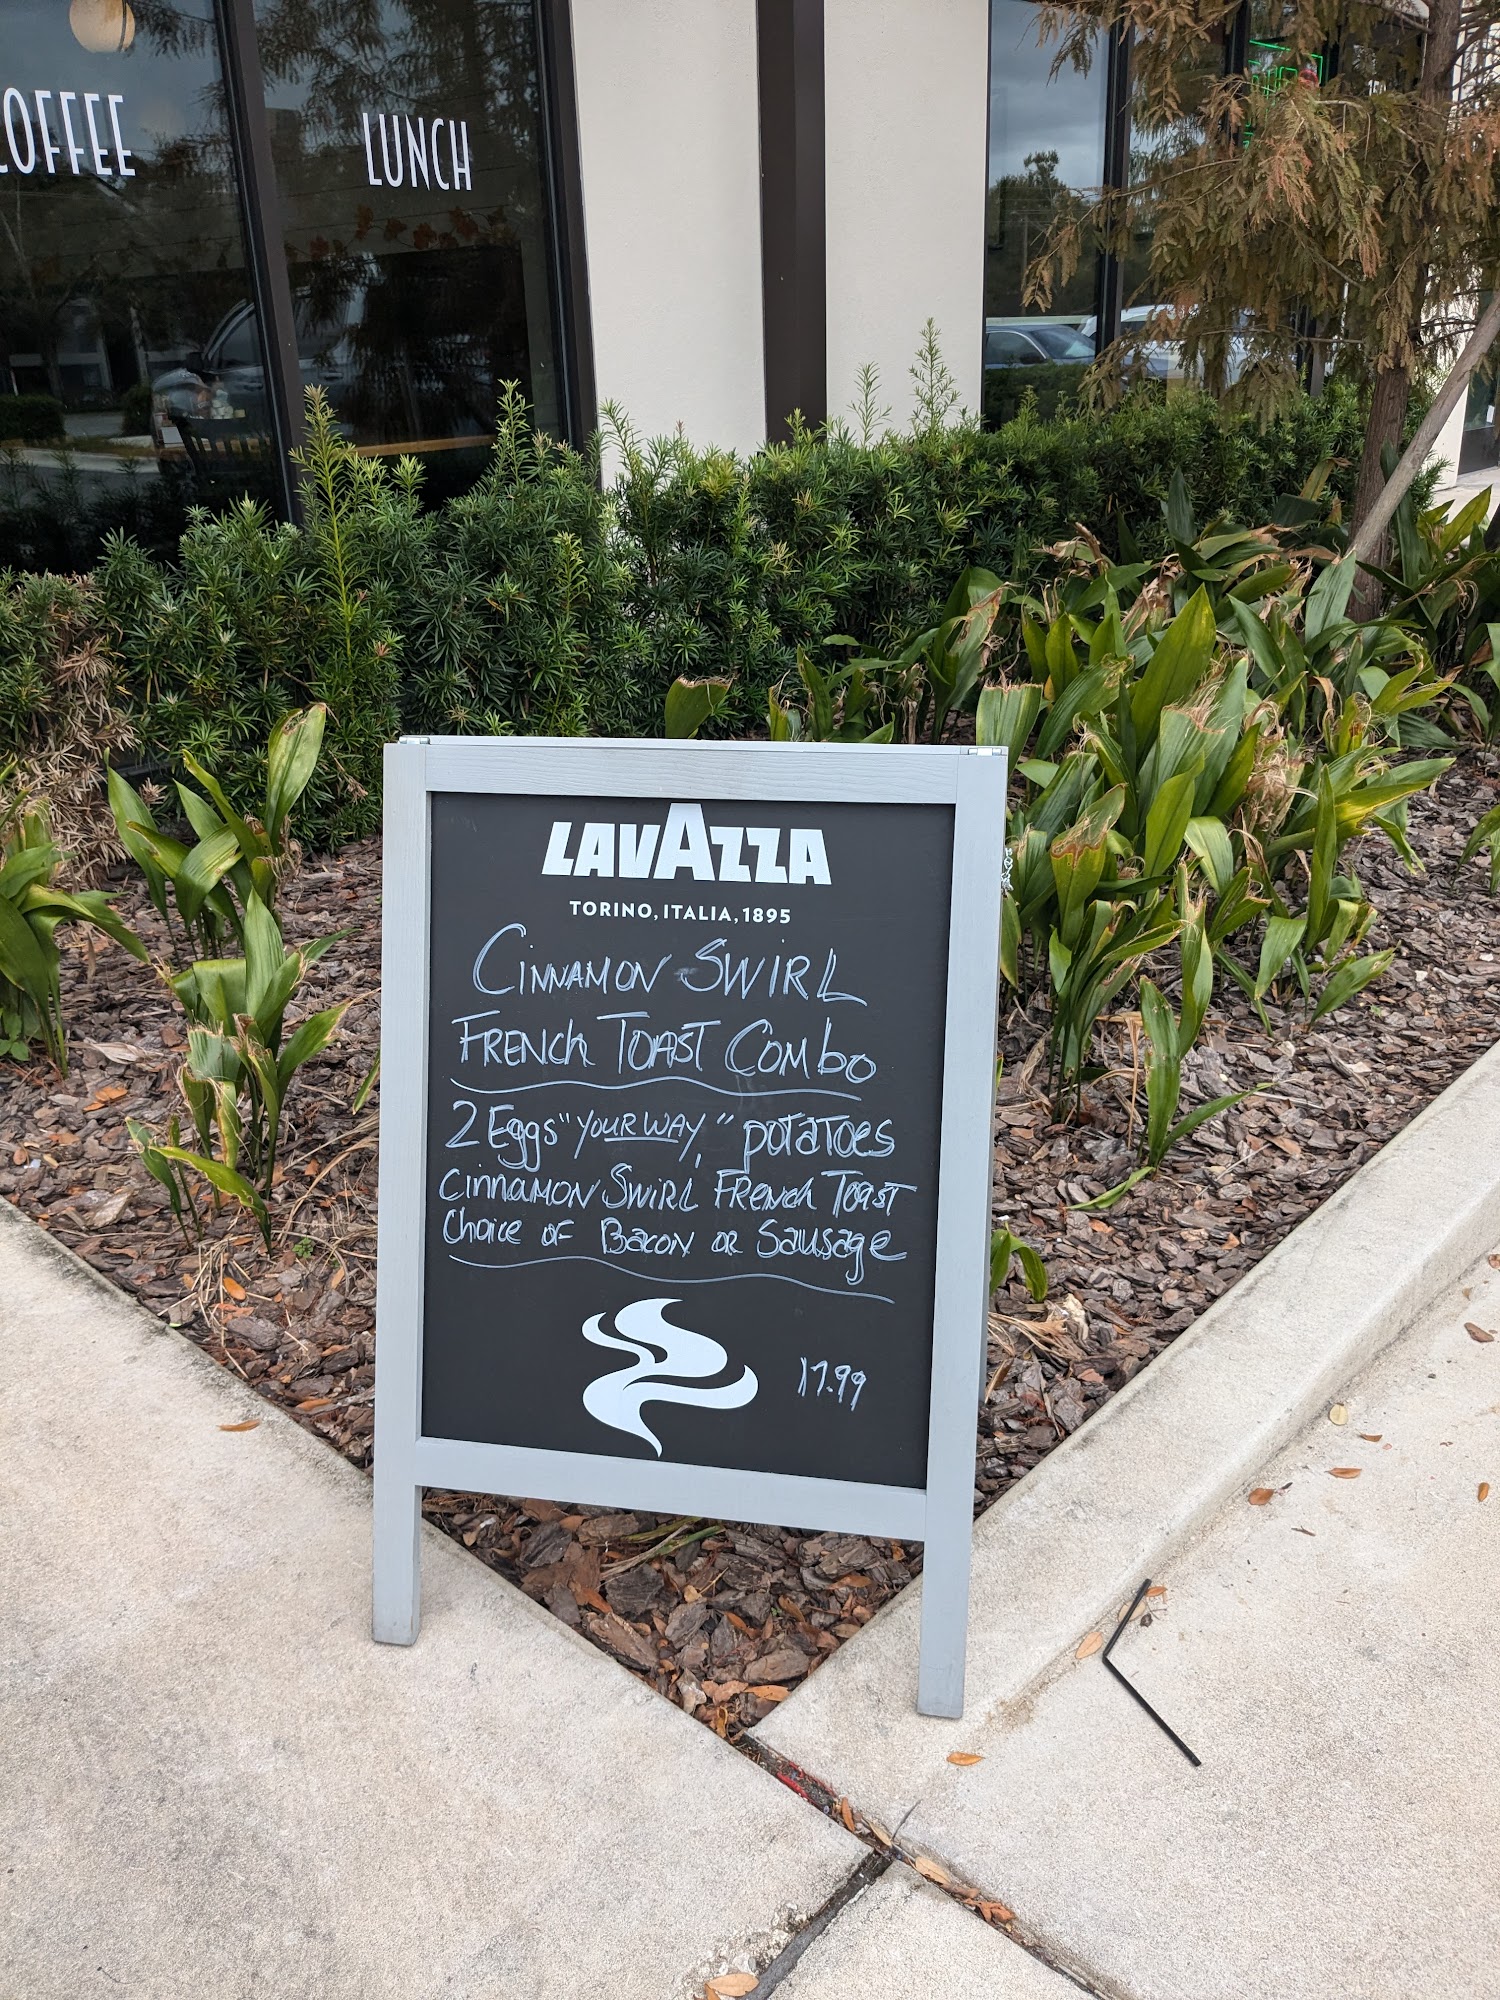 COFFEE
LUNCH
LAVAZZA
TORINO, ITALIA, 1895
CINNAMON SWIRL
FRENCH TOAST COMbO
2 Eggs "YOUR WAY," POTATOES
CINNAMON SWIRL FRENCH TOAST
Choice OF BACON OR SAUSAGE
17.99